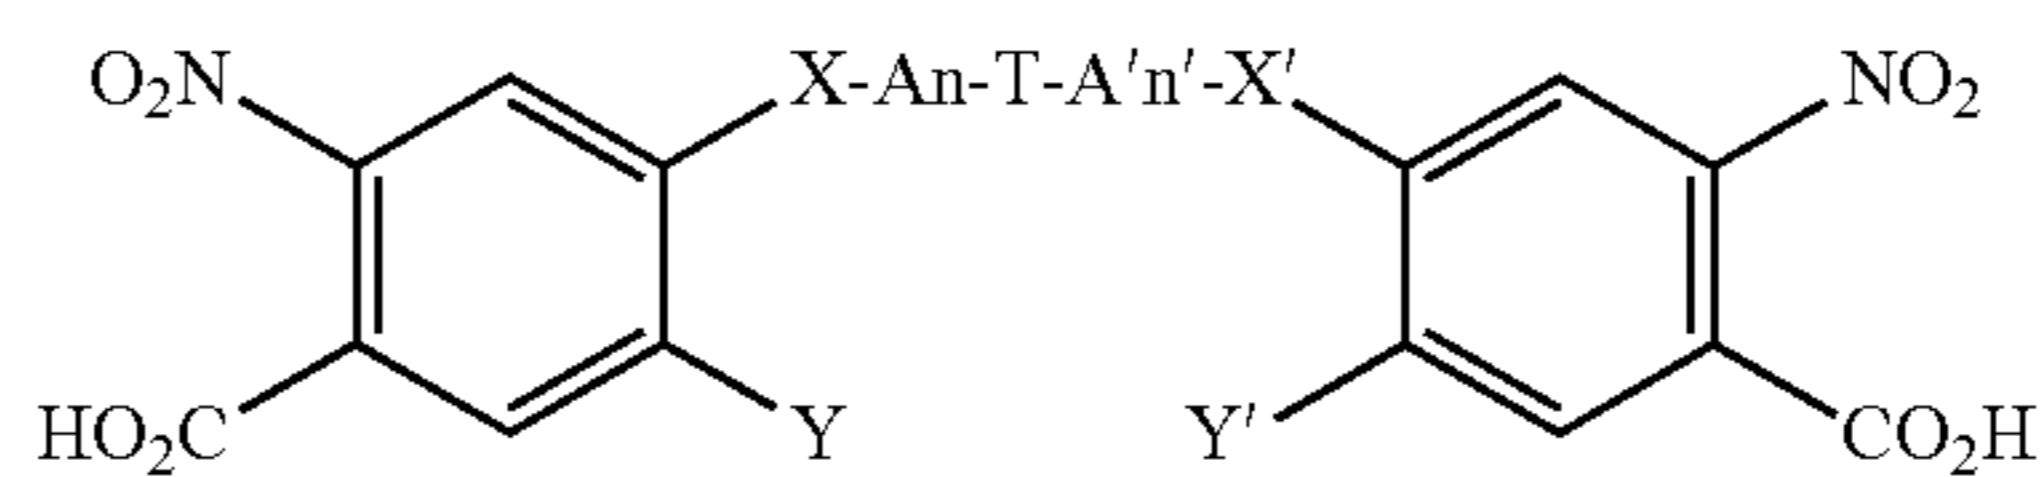 O₂N X-An-T-A'n'-X' NO₂
HO₂C Y Y' CO₂H